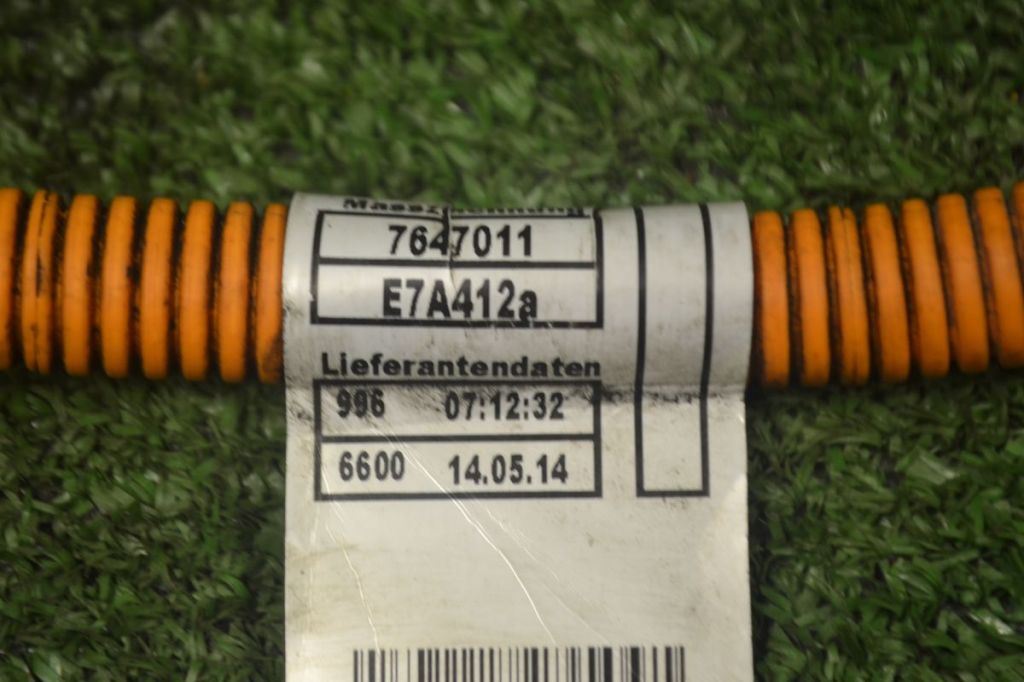 7647011
E7A412a
Lieferantendaten
996 07:12:32
6600 14.05.14